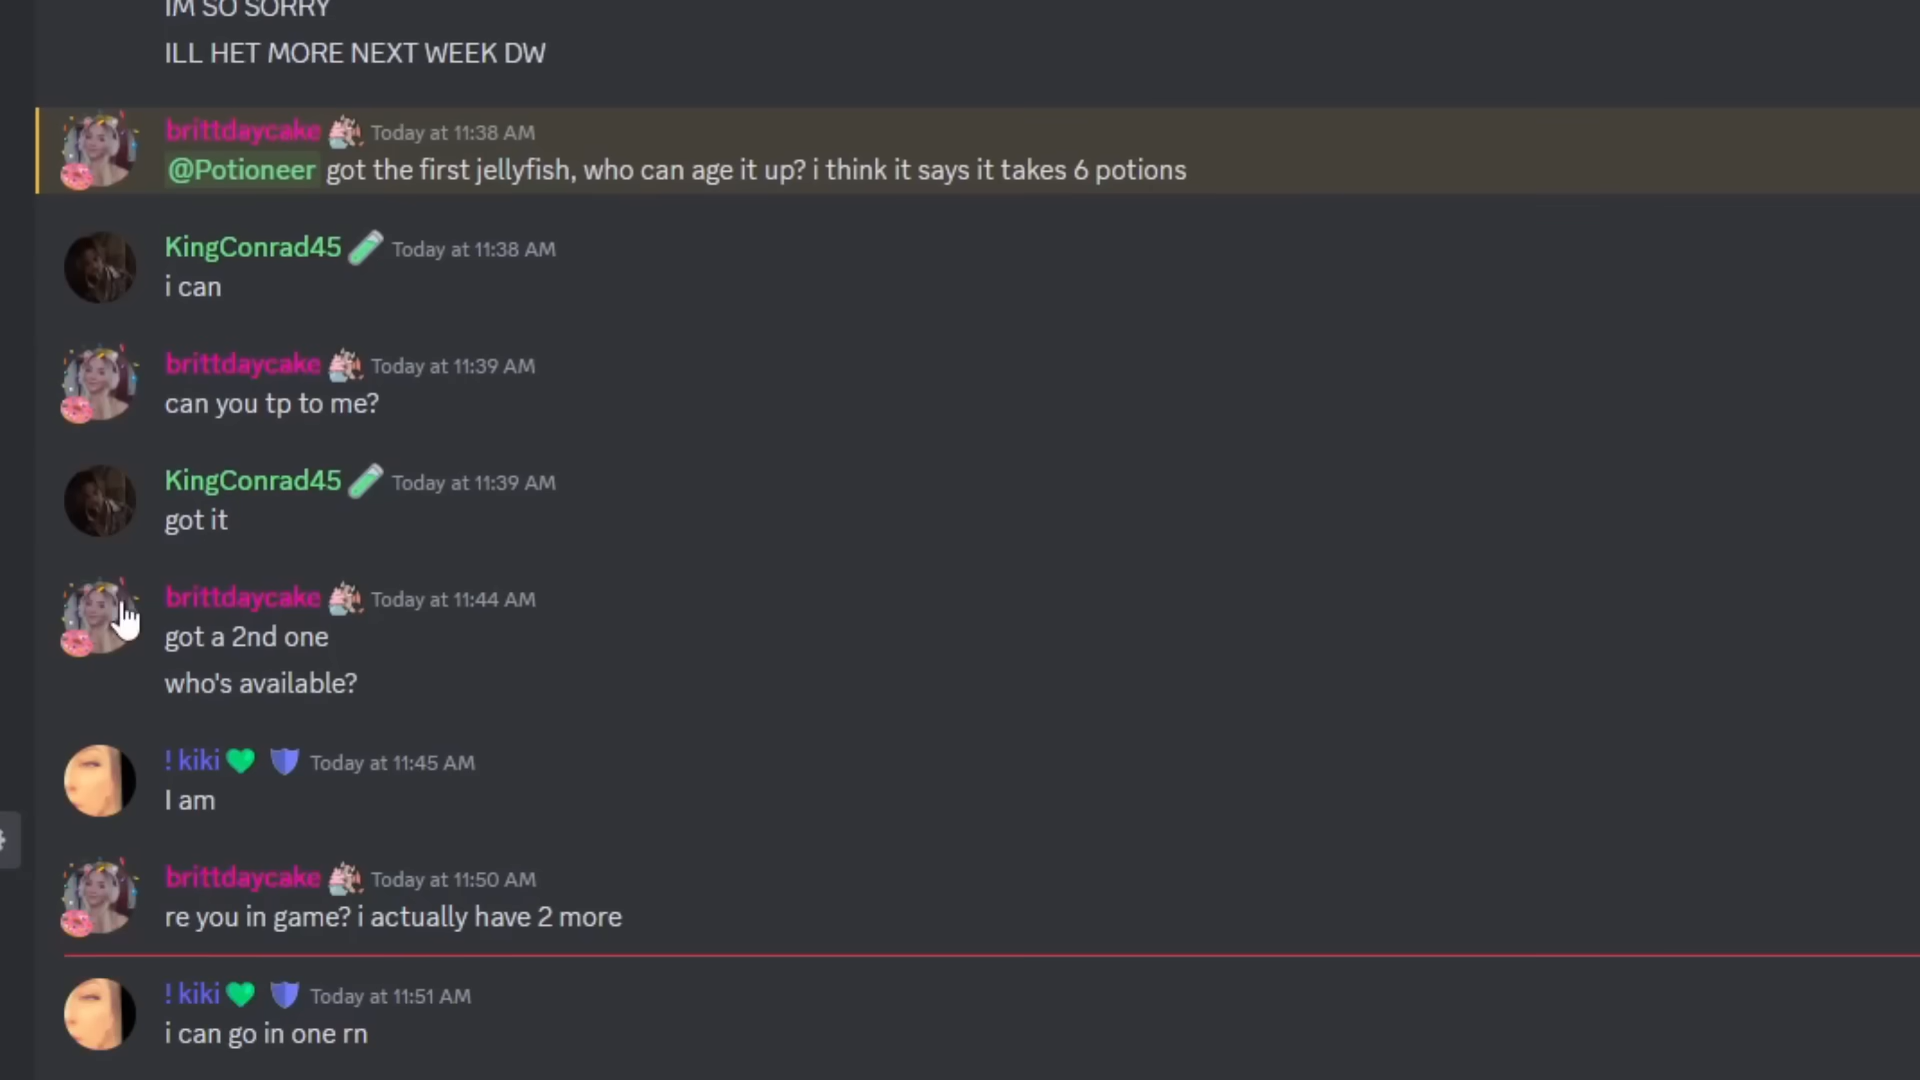 IM SO SORRY
ILL HET MORE NEXT WEEK DW
brittdaycake Today at 11:38 AM
@Potioneer got the first jellyfish, who can age it up? i think it says it takes 6 potions
KingConrad45 Today at 11:38 AM
i can
brittdaycake Today at 11:39 AM
can you tp to me?
KingConrad45 Today at 11:39 AM
got it
brittdaycake Today at 11:44 AM
got a 2nd one
who's available?
! kiki Today at 11:45 AM
I am
brittdaycake Today at 11:50 AM
re you in game? i actually have 2 more
! kiki Today at 11:51 AM
i can go in one rn